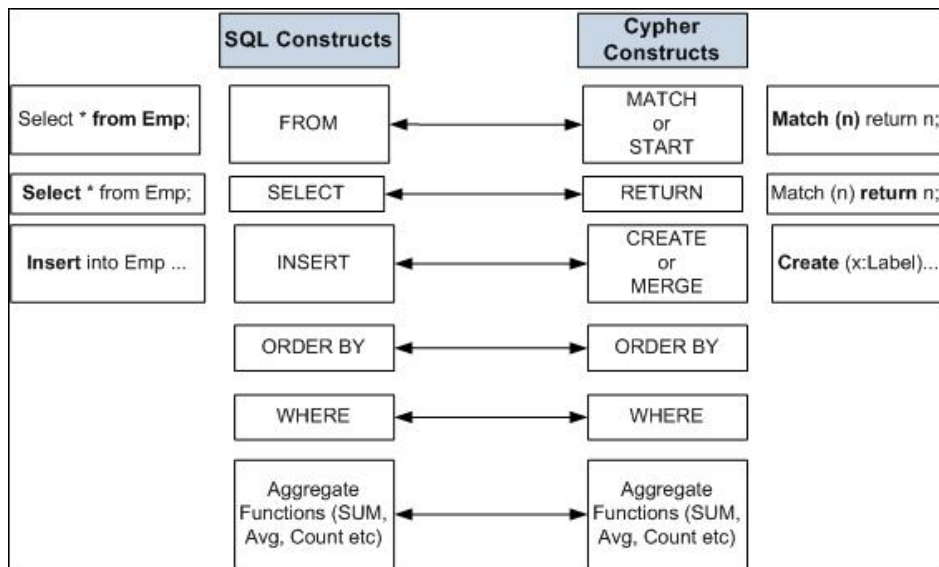 SQL Constructs
Cypher
Constructs
Select * from Emp;
FROM
MATCH
or
START
Match (n) return n;
Select * from Emp;
SELECT
RETURN
Match (n) return n;
Insert into Emp ...
INSERT
CREATE
or
MERGE
Create (x:Label)...
ORDER BY
ORDER BY
WHERE
WHERE
Aggregate
Functions (SUM,
Avg, Count etc)
Aggregate
Functions (SUM,
Avg, Count etc)